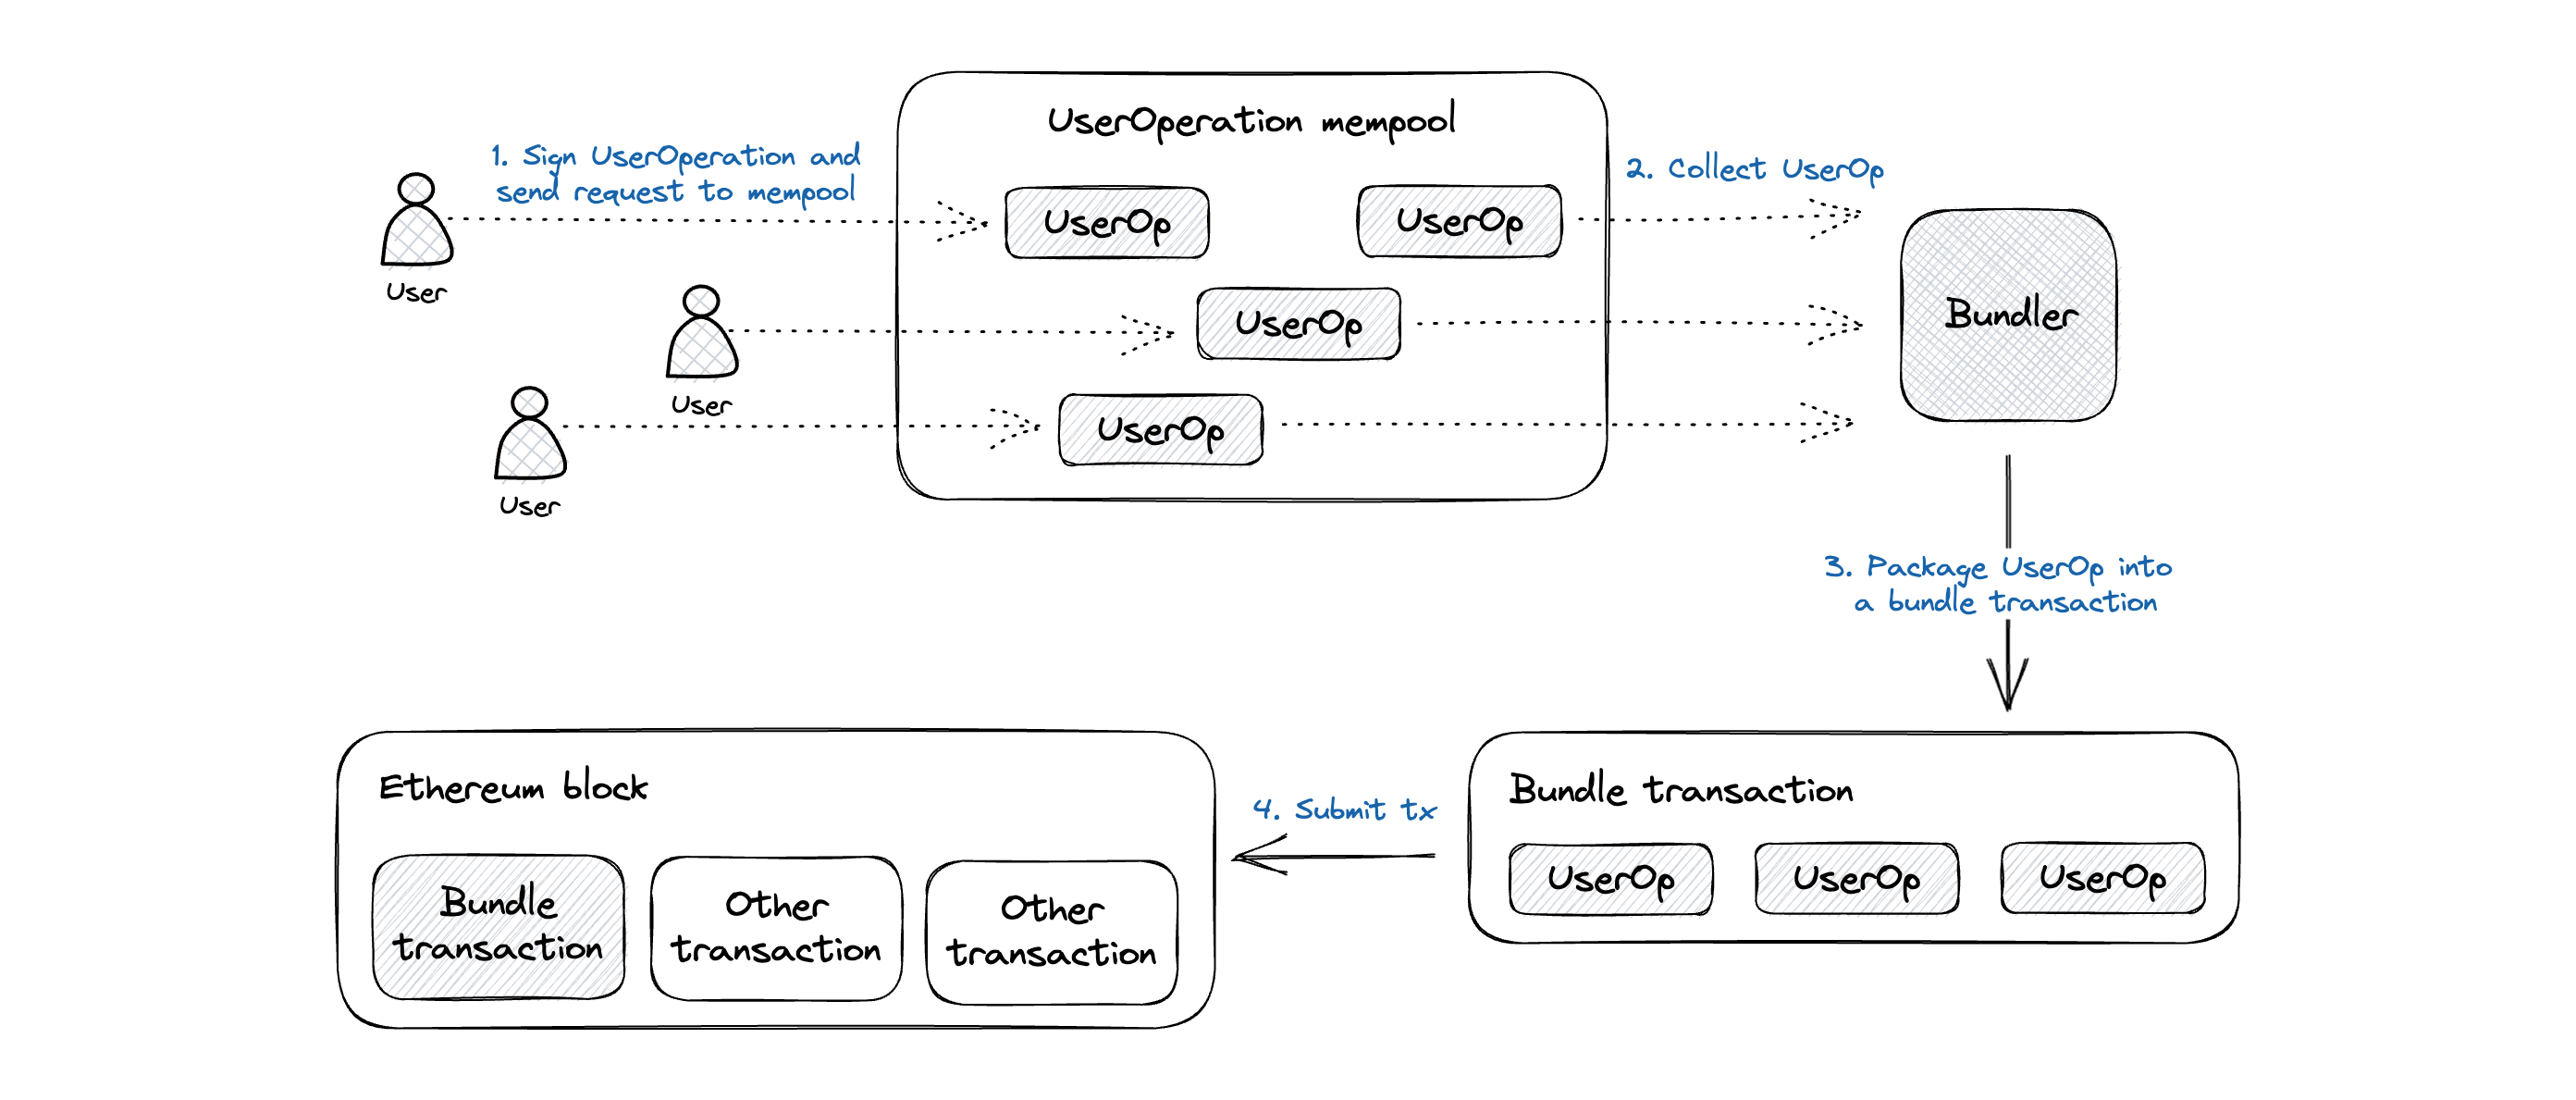 UserOperation mempool
1. Sign UserOperation and
send request to mempool
2. Collect UserOp
UserOp
UserOp
User
UserOp
Bundler
User
UserOp
User
3. Package UserOp into
a bundle transaction
Ethereum block
Bundle
transaction
Other
transaction
Other
transaction
4. Submit tx
Bundle transaction
UserOp
UserOp
UserOp